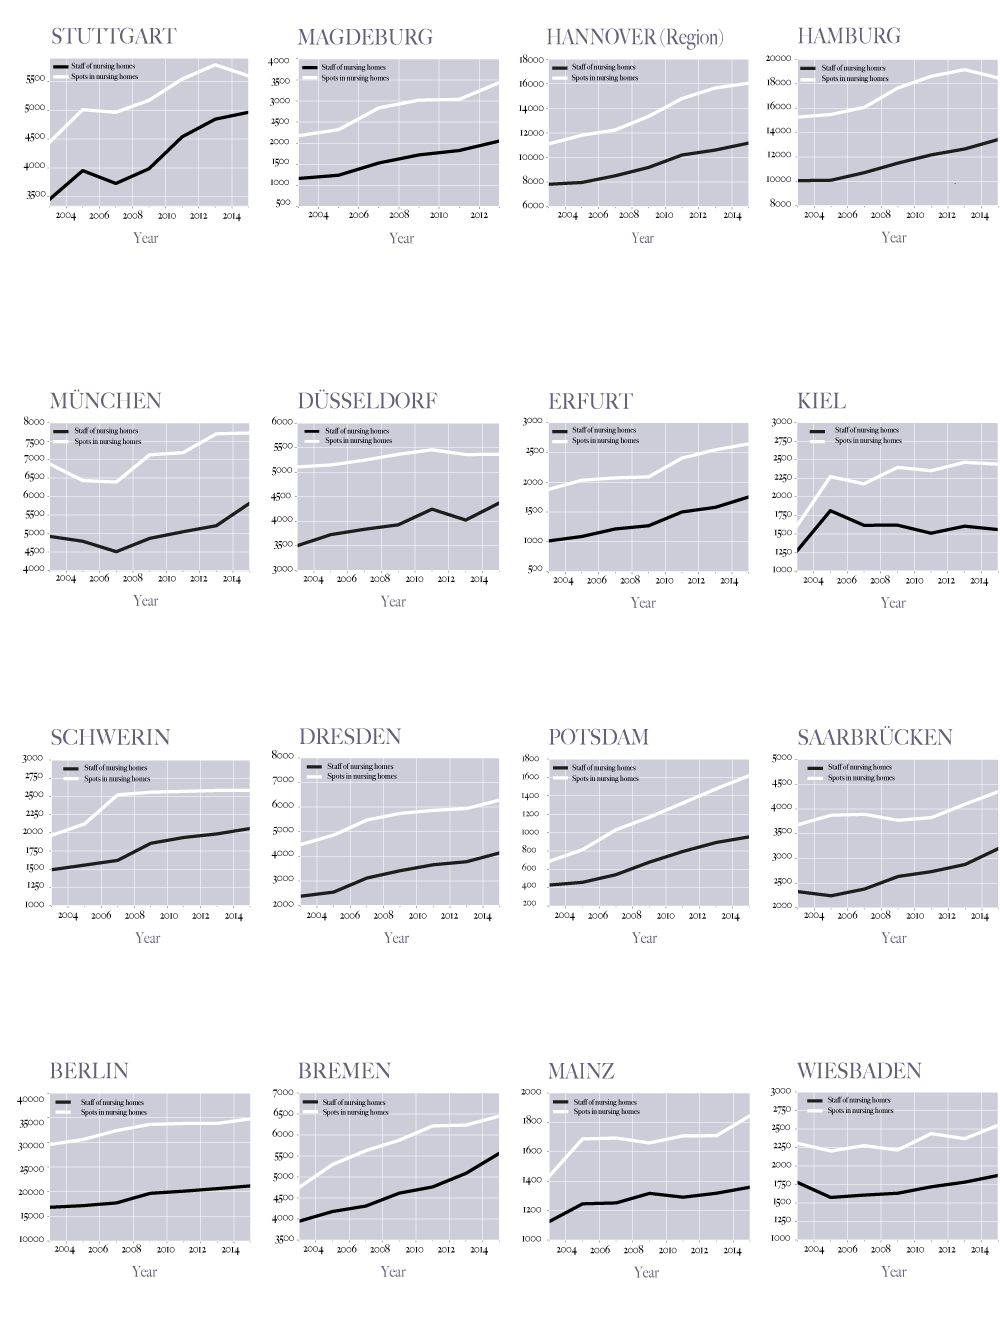 STUTTGART
Staff of nursing homes
Spots in nursing homes
5500
5000
4500
4000
3500
2004 2006 2008 2010 2012 2014
Year
MAGDEBURG
Staff of nursing homes
Spots in nursing homes
4000
3500
3000
2500
2000
1500
1000
500
2004 2006 2008 2010 2012
Year
HANNOVER (Region)
Staff of nursing homes
Spots in nursing homes
18000
16000
14000
12000
10000
8000
6000
2004 2006 2008 2010 2012 2014
Year
HAMBURG
Staff of nursing homes
Spots in nursing homes
20000
18000
16000
14000
12000
10000
8000
2004 2006 2008 2010 2012 2014
Year
MÜNCHEN
Staff of nursing homes
Spots in nursing homes
8000
7500
7000
6500
6000
5500
5000
4500
4000
2004 2006 2008 2010 2012 2014
Year
DÜSSELDORF
Staff of nursing homes
Spots in nursing homes
6000
5500
5000
4500
4000
3500
3000
2004 2006 2008 2010 2012 2014
Year
ERFURT
Staff of nursing homes
Spots in nursing homes
3000
2500
2000
1500
1000
500
2004 2006 2008 2010 2012 2014
Year
KIEL
Staff of nursing homes
Spots in nursing homes
3000
2750
2500
2250
2000
1750
1500
1250
1000
2004 2006 2008 2010 2012 2014
Year
SCHWERIN
Staff of nursing homes
Spots in nursing homes
3000
2750
2500
2250
2000
1750
1500
1250
1000
2004 2006 2008 2010 2012 2014
Year
DRESDEN
Staff of nursing homes
Spots in nursing homes
8000
7000
6000
5000
4000
3000
2000
2004 2006 2008 2010 2012 2014
Year
POTSDAM
Staff of nursing homes
Spots in nursing homes
1800
1600
1400
1200
1000
800
600
400
200
2004 2006 2008 2010 2012 2014
Year
SAARBRÜCKEN
Staff of nursing homes
Spots in nursing homes
5000
4500
4000
3500
3000
2500
2000
2004 2006 2008 2010 2012 2014
Year
BERLIN
Staff of nursing homes
Spots in nursing homes
40000
35000
30000
25000
20000
15000
10000
2004 2006 2008 2010 2012 2014
Year
BREMEN
Staff of nursing homes
Spots in nursing homes
7000
6500
6000
5500
5000
4500
4000
3500
2004 2006 2008 2010 2012 2014
Year
MAINZ
Staff of nursing homes
Spots in nursing homes
2000
1800
1600
1400
1200
1000
2004 2006 2008 2010 2012 2014
Year
WIESBADEN
Staff of nursing homes
Spots in nursing homes
3000
2750
2500
2250
2000
1750
1500
1250
1000
2004 2006 2008 2010 2012 2014
Year